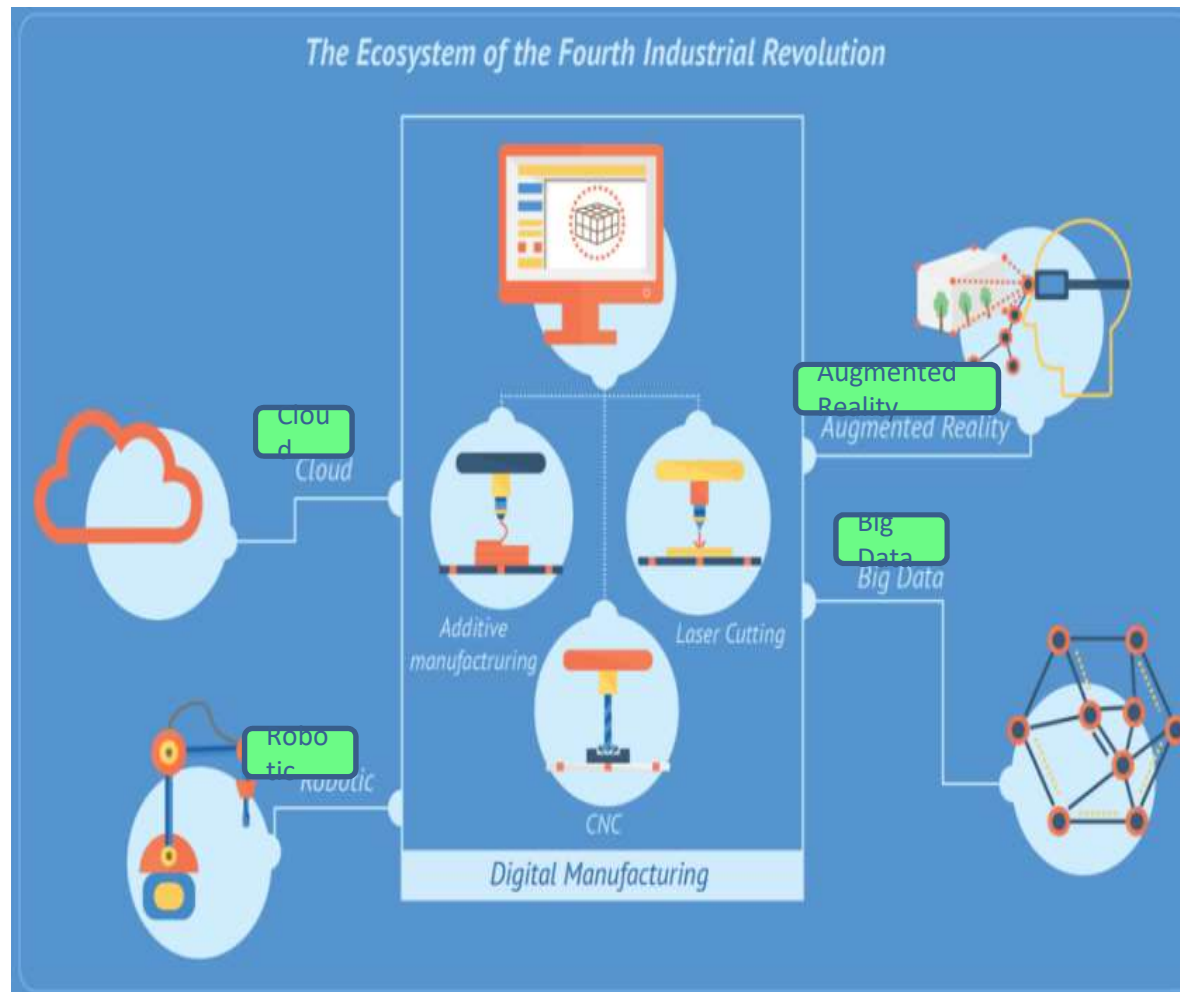 The Ecosystem of the Fourth Industrial Revolution
Augmented
Reality
Augmented Reality
Clou
d
Cloud
Big
Data
Big Data
Additive
manufactruring
Laser Cutting
Robo
tic
Robotic
CNC
Digital Manufacturing